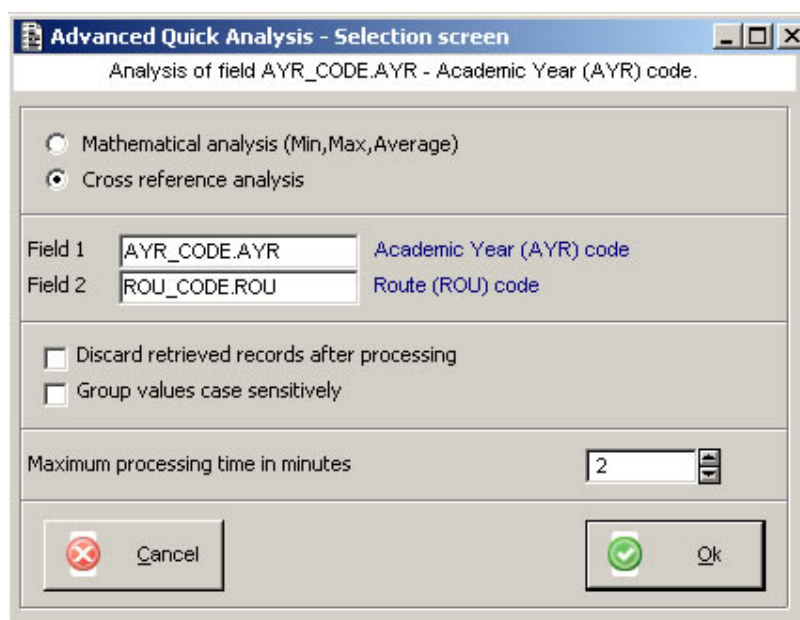 Advanced Quick Analysis - Selection screen
Analysis of field AYR_CODE.AYR - Academic Year (AYR) code.
Mathematical analysis (Min,Max,Average)
Cross reference analysis
Field 1 AYR_CODE.AYR Academic Year (AYR) code
Field 2 ROU_CODE.ROU Route (ROU) code
Discard retrieved records after processing
Group values case sensitively
Maximum processing time in minutes 2
Cancel Ok